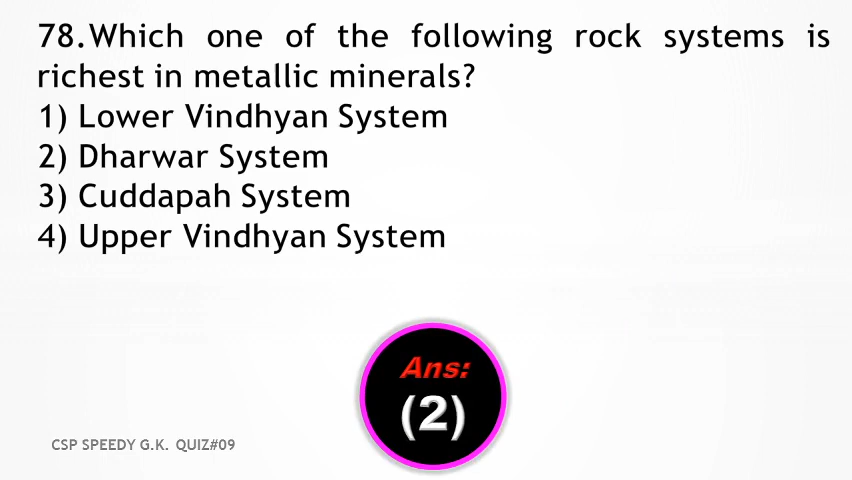 78.Which one of the following rock systems is
richest in metallic minerals?
1) Lower Vindhyan System
2) Dharwar System
3) Cuddapah System
4) Upper Vindhyan System
Ans:
(2)
CSP SPEEDY G.K. QUIZ#09